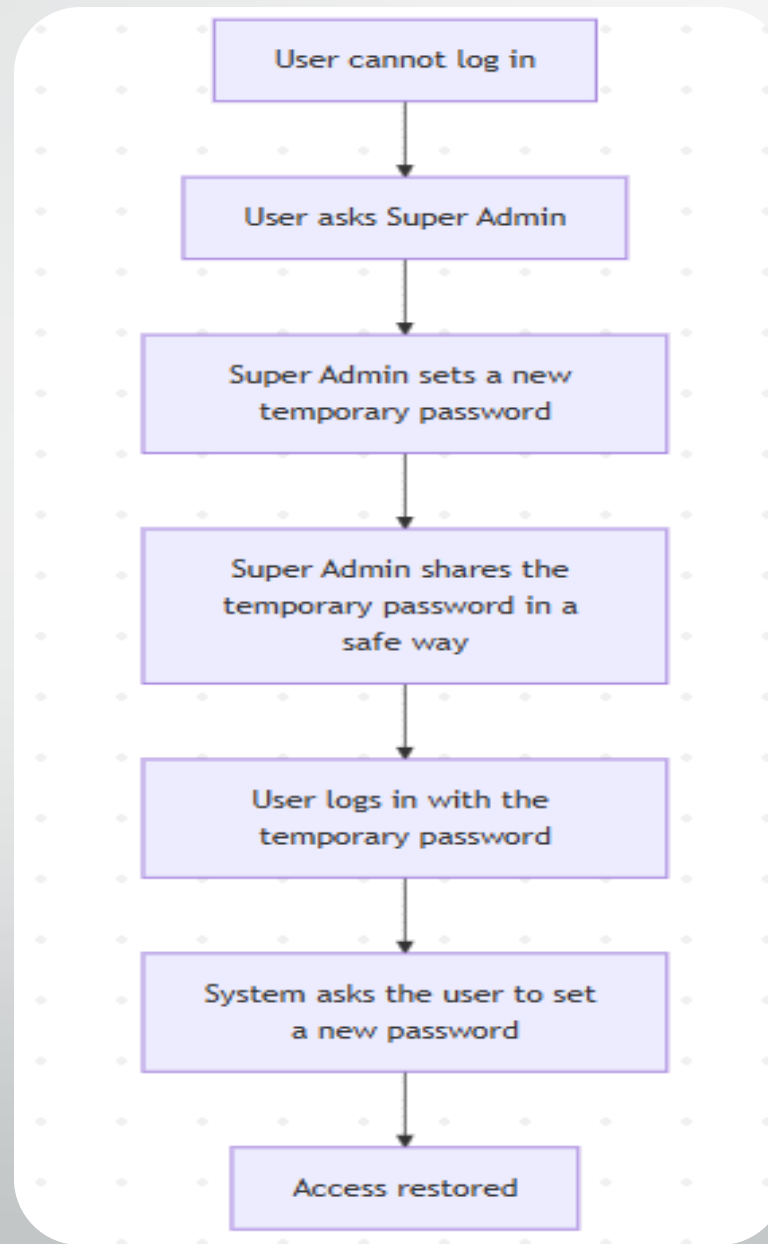 User cannot log in
User asks Super Admin
Super Admin sets a new
temporary password
Super Admin shares the
temporary password in a
safe way
User logs in with the
temporary password
System asks the user to set
a new password
Access restored